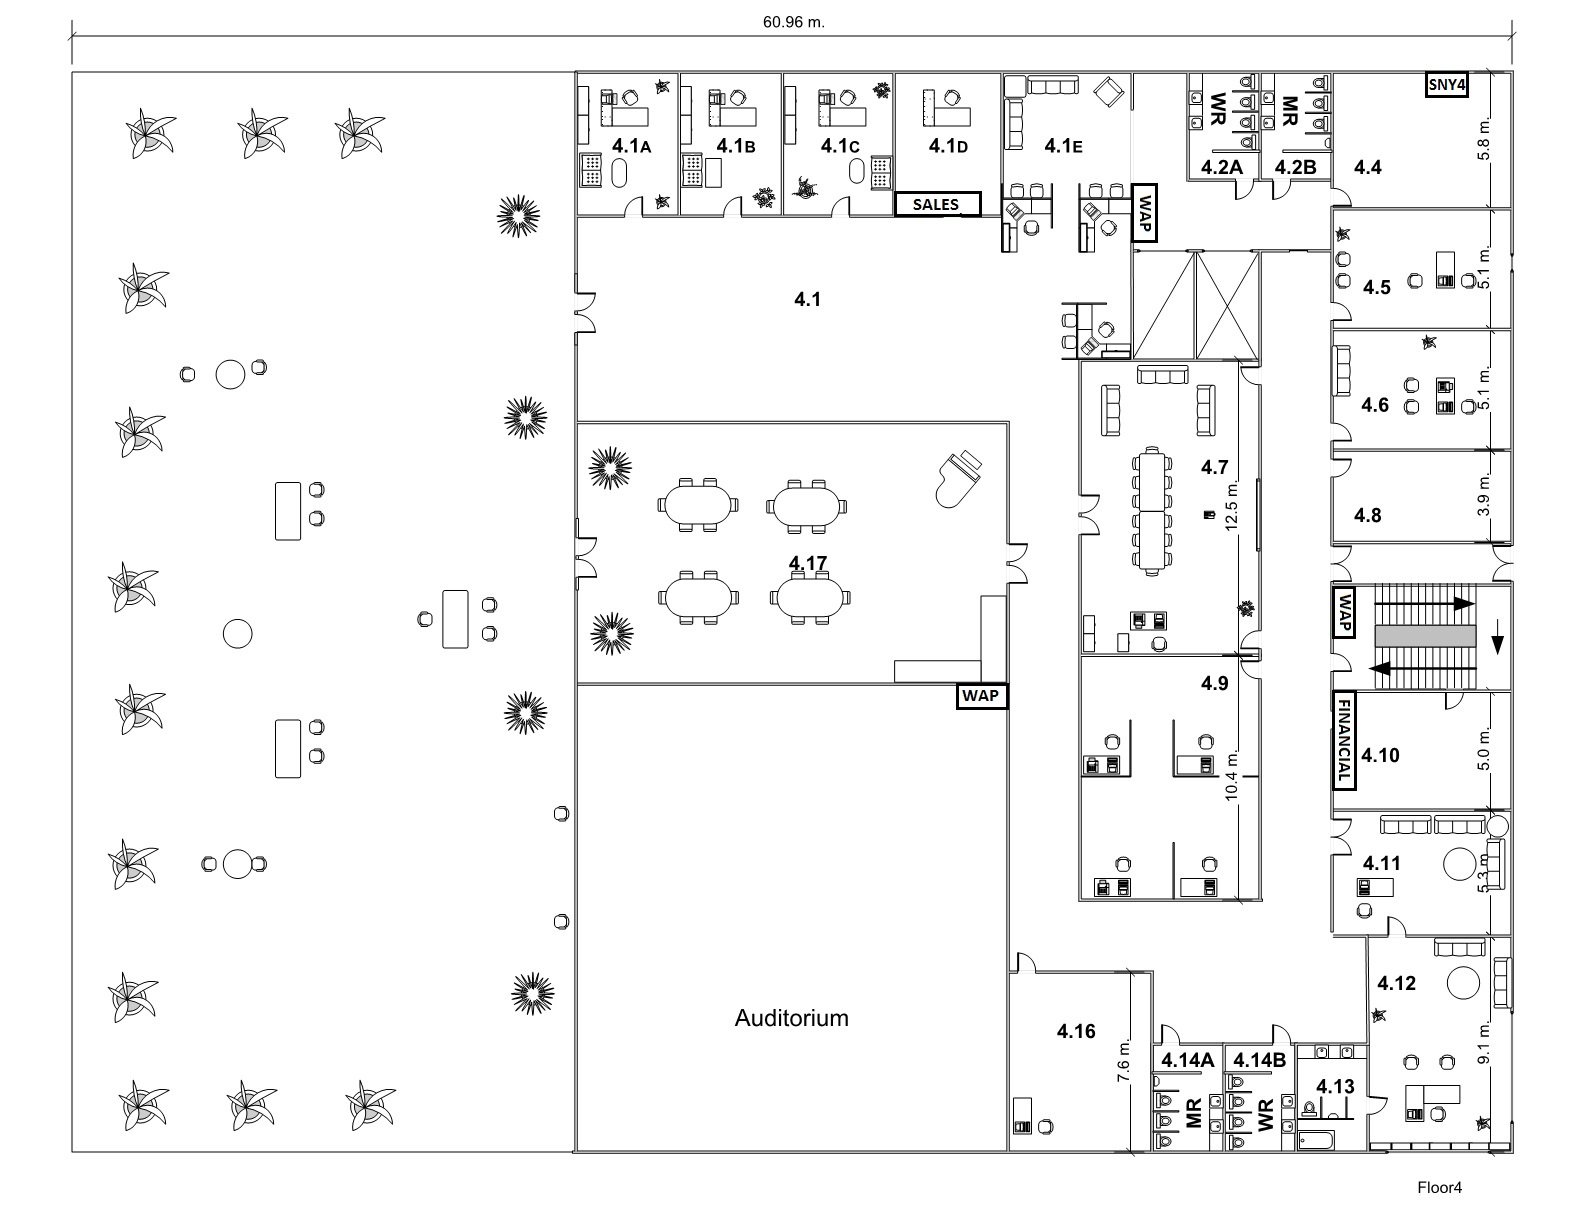 60.96 m.
SNY4
4.1A
4.1B
4.1C
4.1D
4.1E
WR
MR
4.2A
4.2B
4.4
5.8 m.
SALES
WAP
4.1
4.5
5.1 m.
4.6
5.1 m.
4.7
12.5 m.
4.8
3.9 m.
4.17
WAP
WAP
4.9
10.4 m.
FINANCIAL
4.10
5.0 m.
4.11
5.3 m.
4.12
9.1 m.
Auditorium
4.16
7.6 m.
4.14A
4.14B
4.13
MR
WR
Floor4